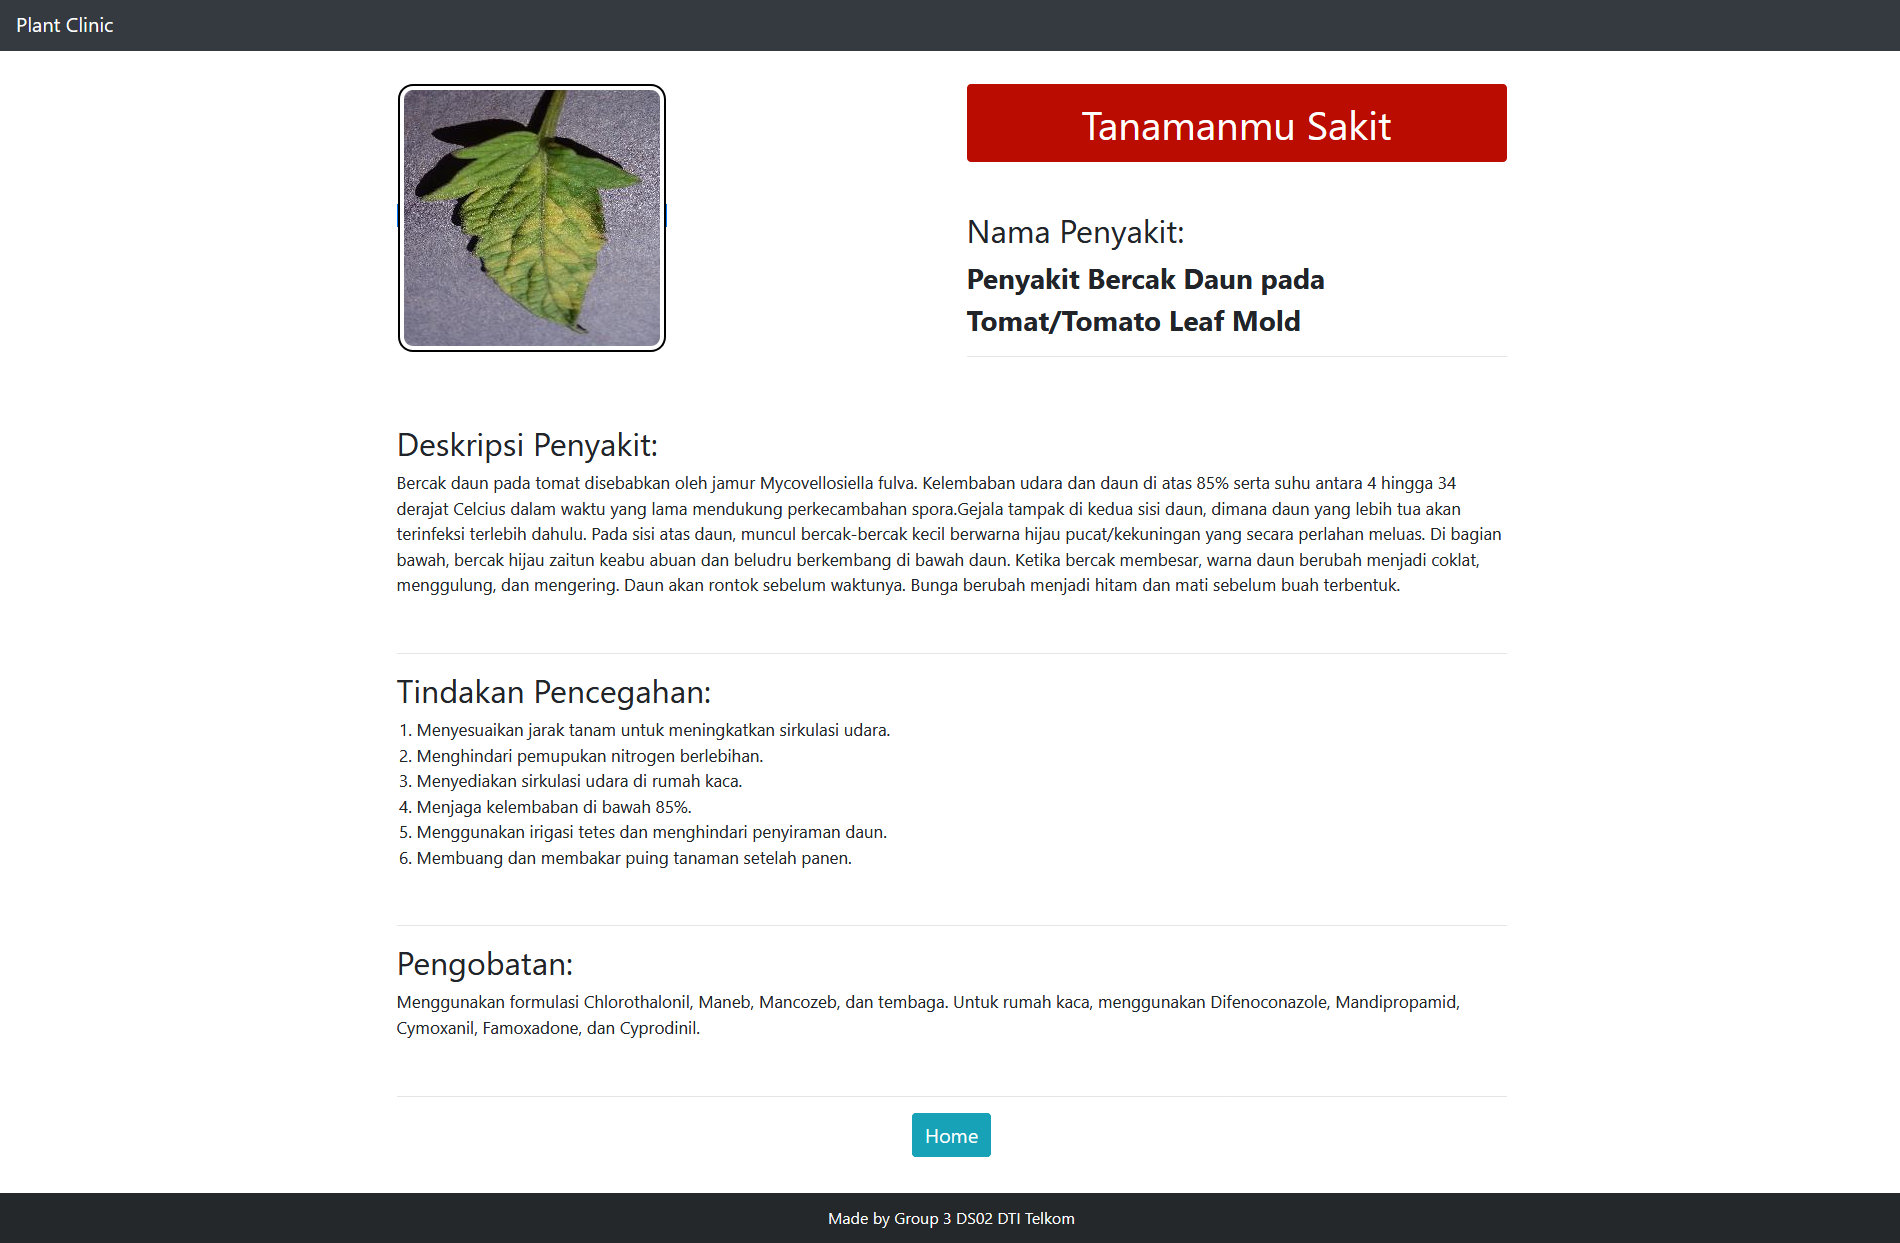 Plant Clinic
Tanamanmu Sakit
Nama Penyakit:
Penyakit Bercak Daun pada
Tomat/Tomato Leaf Mold
Deskripsi Penyakit:
Bercak daun pada tomat disebabkan oleh jamur Mycovellosiella fulva. Kelembaban udara dan daun di atas 85% serta suhu antara 4 hingga 34
derajat Celcius dalam waktu yang lama mendukung perkecambahan spora.Gejala tampak di kedua sisi daun, dimana daun yang lebih tua akan
terinfeksi terlebih dahulu. Pada sisi atas daun, muncul bercak-bercak kecil berwarna hijau pucat/kekuningan yang secara perlahan meluas. Di bagian
bawah, bercak hijau zaitun keabu abuan dan beludru berkembang di bawah daun. Ketika bercak membesar, warna daun berubah menjadi coklat,
menggulung, dan mengering. Daun akan rontok sebelum waktunya. Bunga berubah menjadi hitam dan mati sebelum buah terbentuk.
Tindakan Pencegahan:
1. Menyesuaikan jarak tanam untuk meningkatkan sirkulasi udara.
2. Menghindari pemupukan nitrogen berlebihan.
3. Menyediakan sirkulasi udara di rumah kaca.
4. Menjaga kelembaban di bawah 85%.
5. Menggunakan irigasi tetes dan menghindari penyiraman daun.
6. Membuang dan membakar puing tanaman setelah panen.
Pengobatan:
Menggunakan formulasi Chlorothalonil, Maneb, Mancozeb, dan tembaga. Untuk rumah kaca, menggunakan Difenoconazole, Mandipropamid,
Cymoxanil, Famoxadone, dan Cyprodinil.
Home
Made by Group 3 DS02 DTI Telkom